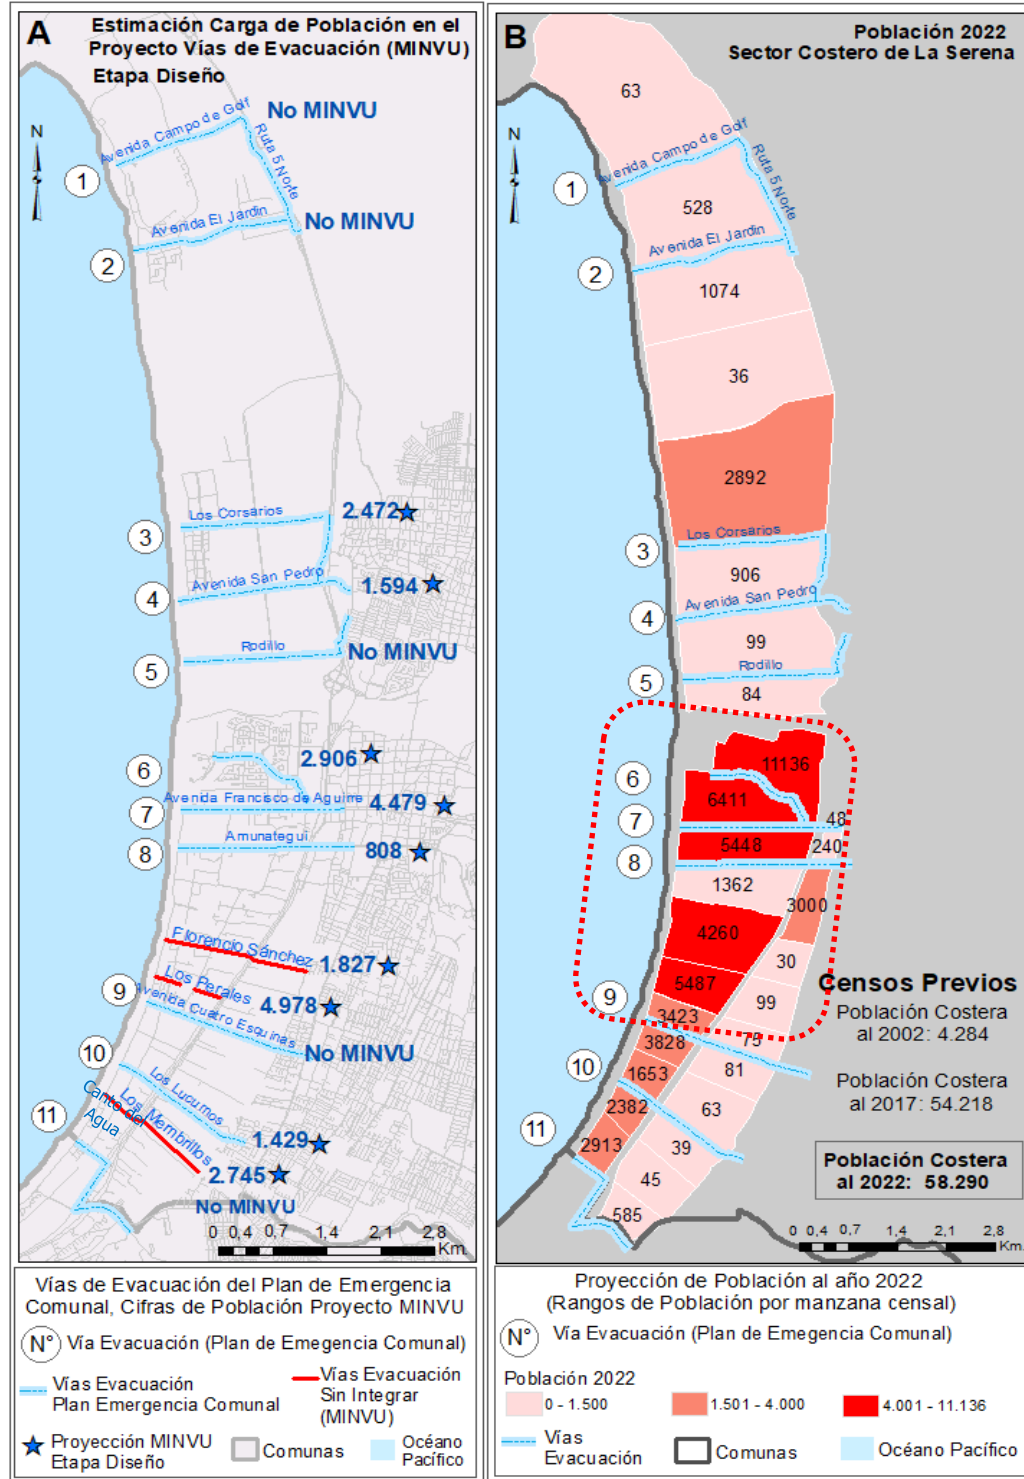 A
Estimación Carga de Población en el
Proyecto Vías de Evacuación (MINVU)
Etapa Diseño
N
No MINVU
Avenida Campo de Golf
Ruta 5 Norte
1
Avenida El Jardin
No MINVU
2
Los Corsarios
2.472
3
Avenida San Pedro
1.594
4
Rodillo
No MINVU
5
2.906
6
Avenida Francisco de Aguirre
4.479
7
Amunategui
808
8
Florencio Sánchez
1.827
Los Perales
4.978
9
Avenida Cuatro Esquinas
No MINVU
10
Los Lucumos
1.429
11
Canto del
Agua
Los Membrillos
2.745
No MINVU
0 0,4 0,7 1,4 2,1 2,8
Km.
Vías de Evacuación del Plan de Emergencia
Comunal, Cifras de Población Proyecto MINVU
N° Vía Evacuación (Plan de Emegencia Comunal)
Vías Evacuación
Plan Emergencia Comunal
Vías Evacuación
Sin Integrar
(MINVU)
Proyección MINVU
Etapa Diseño
Comunas
Océano
Pacífico
B
Población 2022
Sector Costero de La Serena
63
N
Avenida Campo de Golf
Ruta 5 Norte
1
528
Avenida El Jardin
2
1074
36
2892
Los Corsarios
3
906
Avenida San Pedro
4
99
Rodillo
5
84
11136
6
6411
48
7
5448
240
8
1362
3000
4260
30
5487
99
9
3423
75
3828
81
10
1653
63
2382
39
11
2913
45
585
Censos Previos
Población Costera
al 2002: 4.284
Población Costera
al 2017: 54.218
Población Costera
al 2022: 58.290
0 0,4 0,7 1,4 2,1 2,8
Km.
Proyección de Población al año 2022
(Rangos de Población por manzana censal)
N° Vía Evacuación (Plan de Emegencia Comunal)
Población 2022
0 - 1.500
1.501 - 4.000
4.001 - 11.136
Vías
Evacuación
Comunas
Océano Pacífico